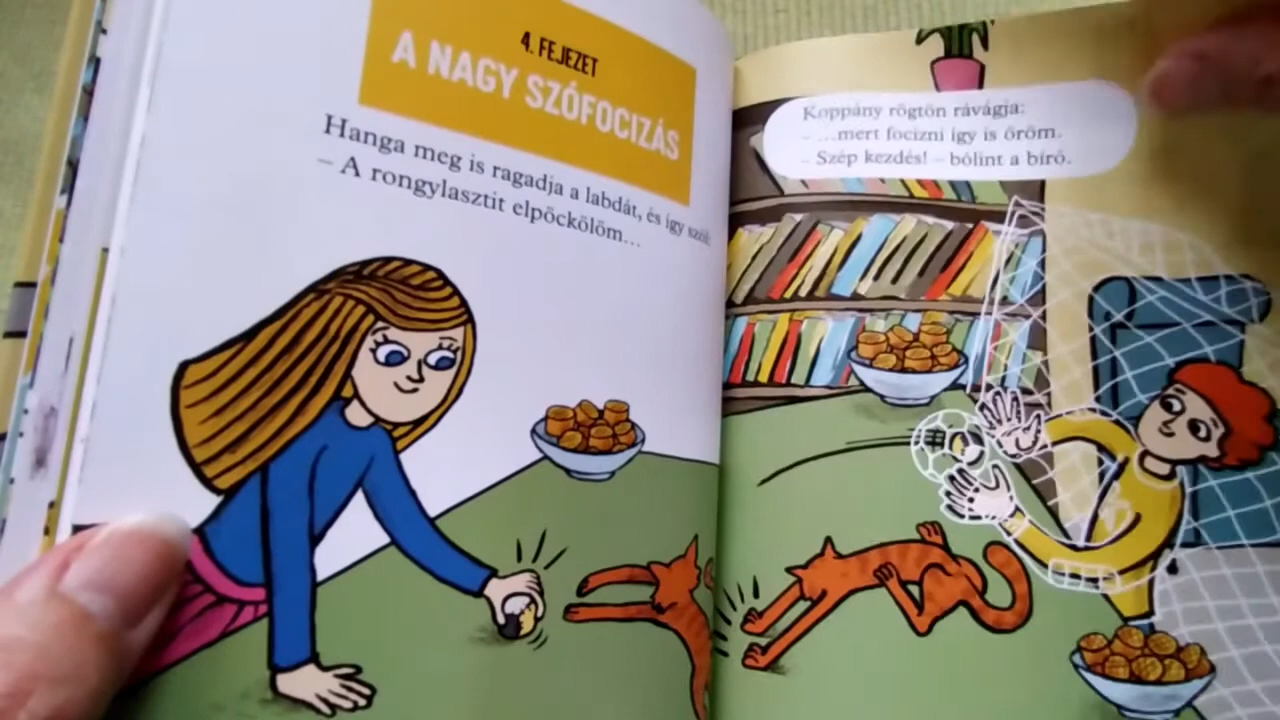 4. FEJEZET
A NAGY SZÓFOCIZÁS
Hanga meg is ragadja a labdát, és így szól:
– A rongylasztit elpöckölöm…
Koppány rögtön rávágja:
– …mert focizni így is öröm.
– Szép kezdés! – bólint a bíró.